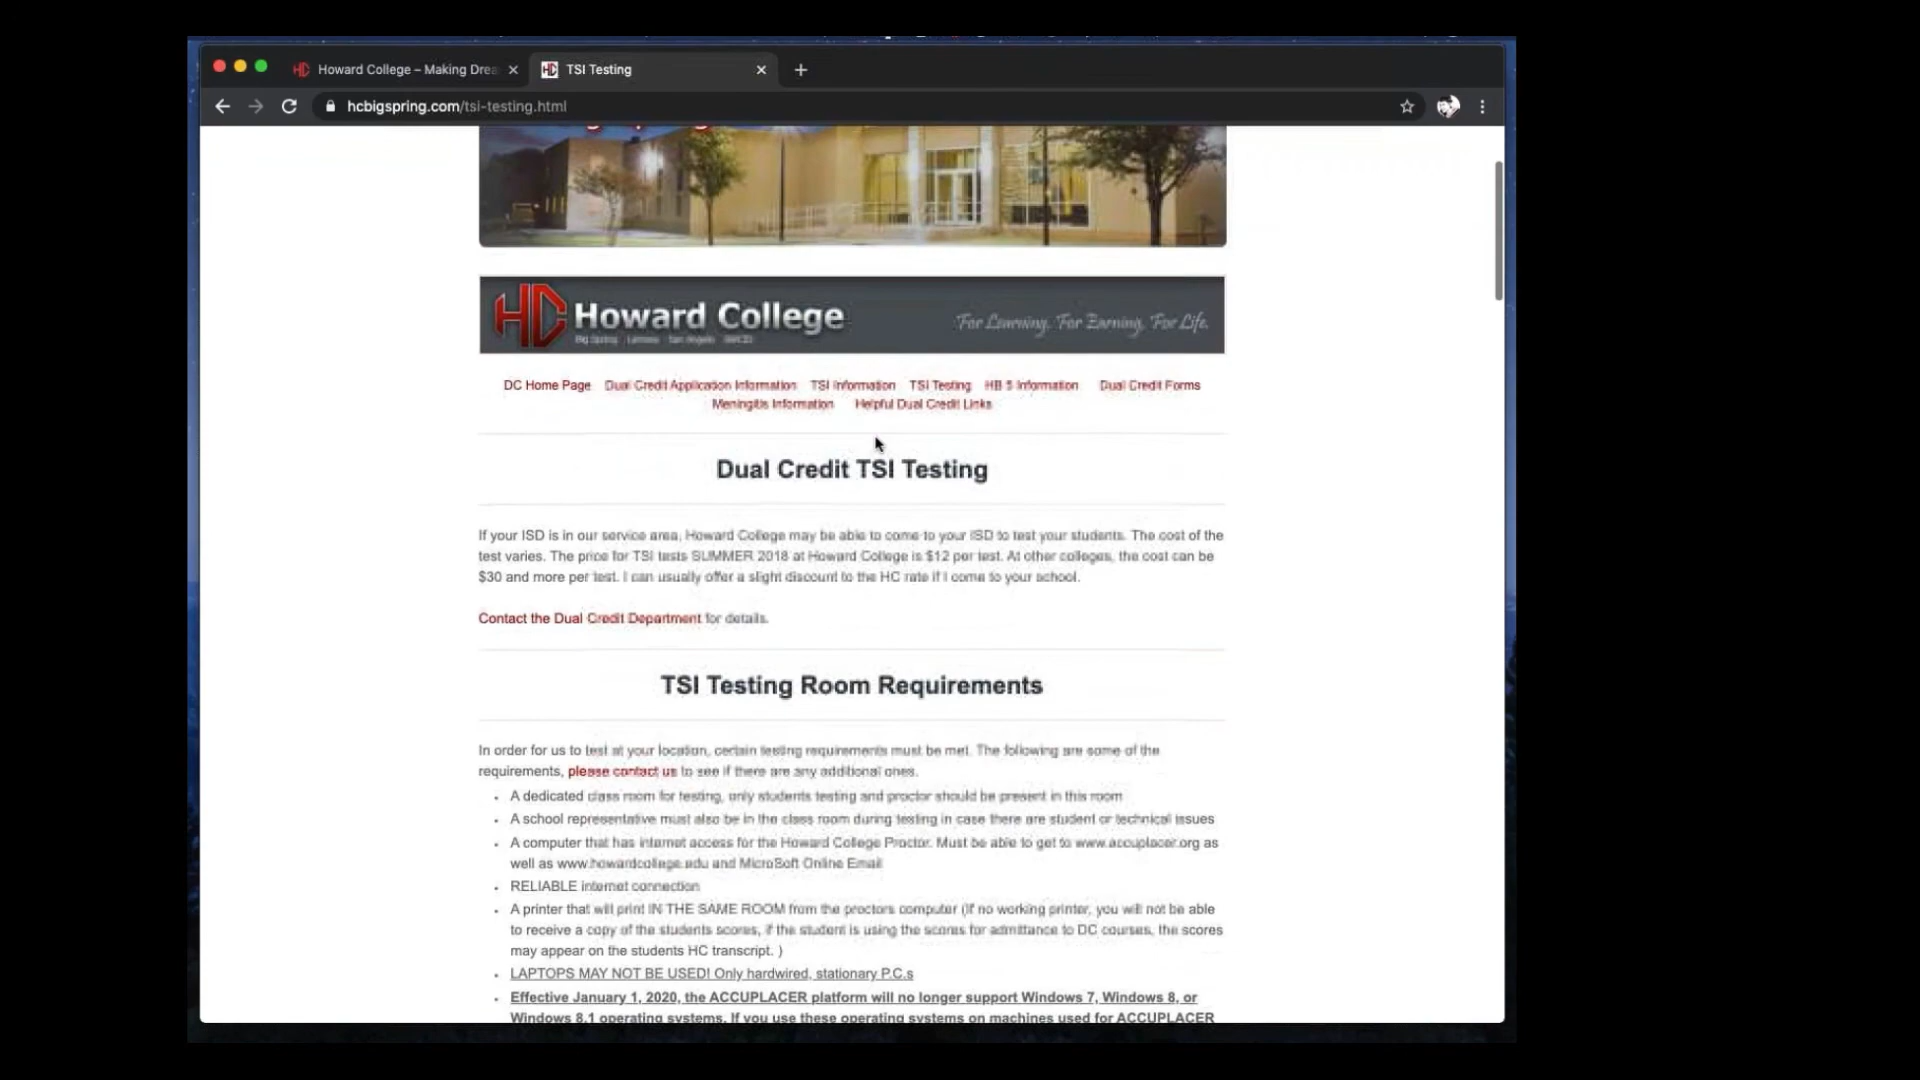 Howard College – Making Drea
TSI Testing
hcbigspring.com/tsi-testing.html
HC Howard College
For Learning. For Earning. For Life.
Big Spring Lamesa San Angelo SWCID
DC Home Page Dual Credit Application Information TSI Information TSI Testing HB 5 Information Dual Credit Forms
Meningitis Information Helpful Dual Credit Links
Dual Credit TSI Testing
If your ISD is in our service area, Howard College may be able to come to your ISD to test your students. The cost of the
test varies. The price for TSI tests SUMMER 2018 at Howard College is $12 per test. At other colleges, the cost can be
$30 and more per test. I can usually offer a slight discount to the HC rate if I come to your school.
Contact the Dual Credit Department for details.
TSI Testing Room Requirements
In order for us to test at your location, certain testing requirements must be met. The following are some of the
requirements, please contact us to see if there are any additional ones.
A dedicated class room for testing, only students testing and proctor should be present in this room
A school representative must also be in the class room during testing in case there are student or technical issues
A computer that has internet access for the Howard College Proctor. Must be able to get to www.accuplacer.org as
well as www.howardcollege.edu and MicroSoft Online Email
RELIABLE internet connection
A printer that will print IN THE SAME ROOM from the proctors computer (If no working printer, you will not be able
to receive a copy of the students scores, if the student is using the scores for admittance to DC courses, the scores
may appear on the students HC transcript. )
LAPTOPS MAY NOT BE USED! Only hardwired, stationary P.C.s
Effective January 1, 2020, the ACCUPLACER platform will no longer support Windows 7, Windows 8, or
Windows 8.1 operating systems. If you use these operating systems on machines used for ACCUPLACER